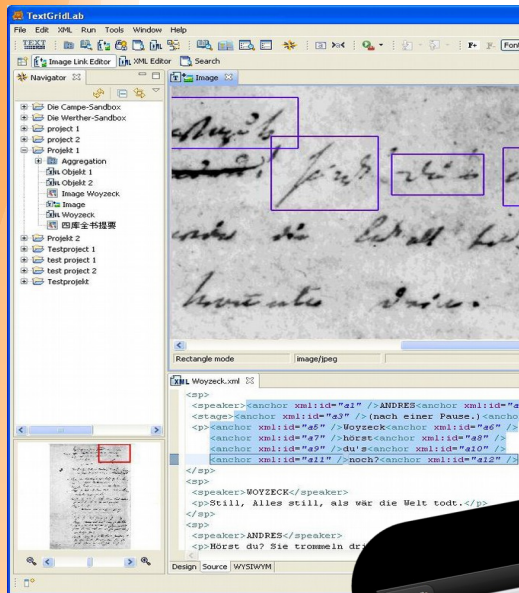 TextGridLab
File Edit XML Run Tools Window Help
TEXT F+ F- Font
Image Link Editor XML Editor Search
Navigator
Die Campe-Sandbox
Die Werther-Sandbox
project 1
project 2
Projekt 1
Aggregation
Objekt 1
Objekt 2
Image Woyzeck
Image
Woyzeck
四库全书提要
Projekt 2
Testproject 1
test project 1
test project 2
Testprojekt
Image
Rectangle mode image/jpeg
Woyzeck.xml
<sp>
<speaker><anchor xml:id="a1" />ANDRES<anchor xml:id="a
<stage><anchor xml:id="a3" />(nach einer Pause.)<ancho
<p><anchor xml:id="a5" />Woyzeck<anchor xml:id="a6" />
<anchor xml:id="a7" />hörst<anchor xml:id="a8" />
<anchor xml:id="a9" />du's<anchor xml:id="a10" />
<anchor xml:id="a11" />noch?<anchor xml:id="a12" />
</sp>
<sp>
<speaker>WOYZECK</speaker>
<p>Still, Alles still, als wär die Welt todt.</p>
</sp>
<sp>
<speaker>ANDRES</speaker>
<p>Hörst du? Sie trommeln dri
Design Source WYSIWYM